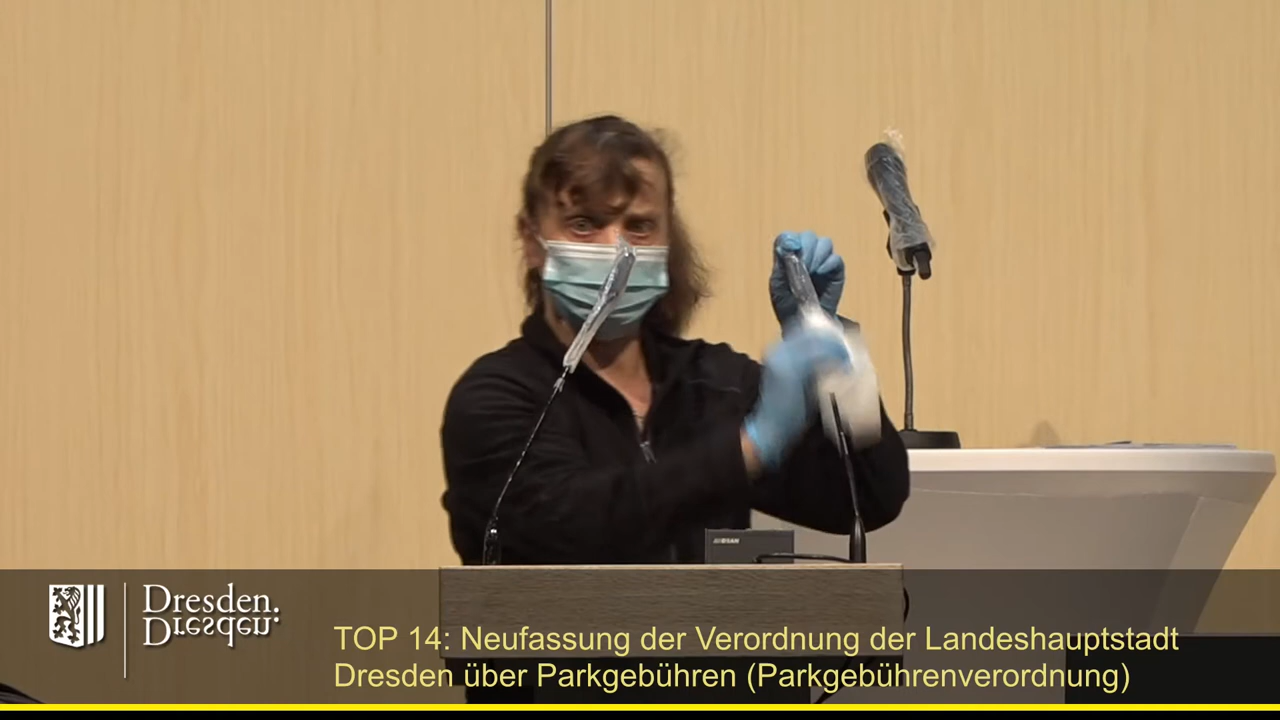 Dresden.
Dresden.
TOP 14: Neufassung der Verordnung der Landeshauptstadt
Dresden über Parkgebühren (Parkgebührenverordnung)